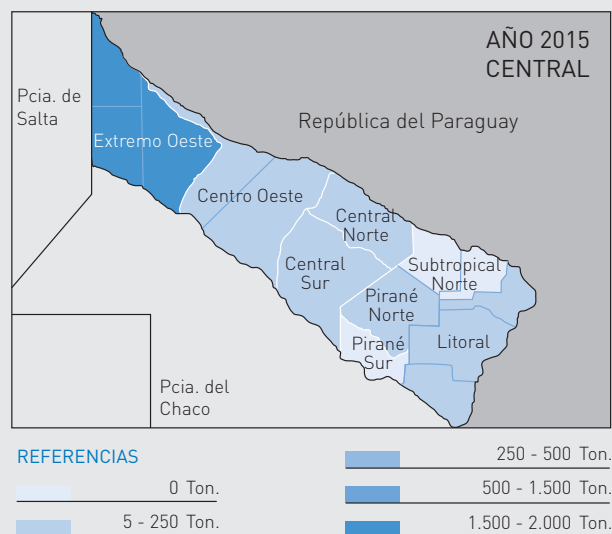 AÑO 2015
CENTRAL
Pcia. de
Salta
República del Paraguay
Extremo Oeste
Centro Oeste
Central
Norte
Subtropical
Norte
Central
Sur
Pirané
Norte
Litoral
Pirané
Sur
Pcia. del
Chaco
REFERENCIAS
0 Ton.
5 - 250 Ton.
250 - 500 Ton.
500 - 1.500 Ton.
1.500 - 2.000 Ton.